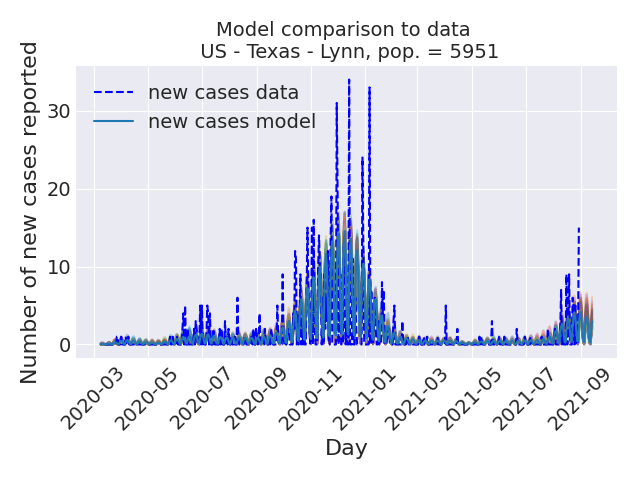 Model comparison to data
US - Texas - Lynn, pop. = 5951
Number of new cases reported
30
20
10
0
new cases data
new cases model
2020-03
2020-05
2020-07
2020-09
2020-11
2021-01
2021-03
2021-05
2021-07
2021-09
Day